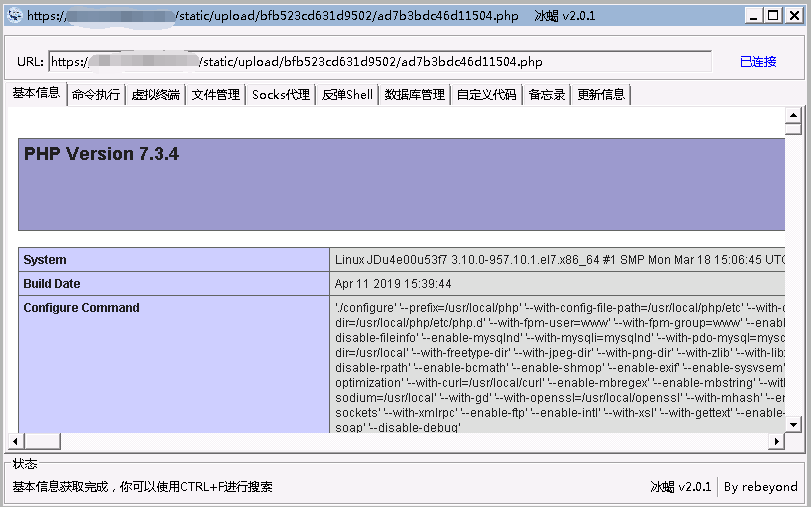 https:/ /static/upload/bfb523cd631d9502/ad7b3bdc46d11504.php 冰蝎 v2.0.1
URL: https:/ /static/upload/bfb523cd631d9502/ad7b3bdc46d11504.php 已连接
基本信息 命令执行 虚拟终端 文件管理 Socks代理 反弹Shell 数据库管理 自定义代码 备忘录 更新信息
PHP Version 7.3.4
System Linux JDu4e00u53f7 3.10.0-957.10.1.el7.x86_64 #1 SMP Mon Mar 18 15:06:45 UTC
Build Date Apr 11 2019 15:39:44
Configure Command './configure' '--prefix=/usr/local/php' '--with-config-file-path=/usr/local/php/etc' '--with-
dir=/usr/local/php/etc/php.d' '--with-fpm-user=www' '--with-fpm-group=www' '--enab
disable-fileinfo' '--enable-mysqlnd' '--with-mysqli=mysqlnd' '--with-pdo-mysql=mysq
dir=/usr/local' '--with-freetype-dir' '--with-jpeg-dir' '--with-png-dir' '--with-zlib' '--with-lib
disable-rpath' '--enable-bcmath' '--enable-shmop' '--enable-exif' '--enable-sysvsem'
optimization' '--with-curl=/usr/local/curl' '--enable-mbregex' '--enable-mbstring' '--wit
sodium=/usr/local' '--with-gd' '--with-openssl=/usr/local/openssl' '--with-mhash' '--en
sockets' '--with-xmlrpc' '--enable-ftp' '--enable-intl' '--with-xsl' '--with-gettext' '--enable-
soap' '--disable-debug'
状态
基本信息获取完成，你可以使用CTRL+F进行搜索 冰蝎 v2.0.1 By rebeyond